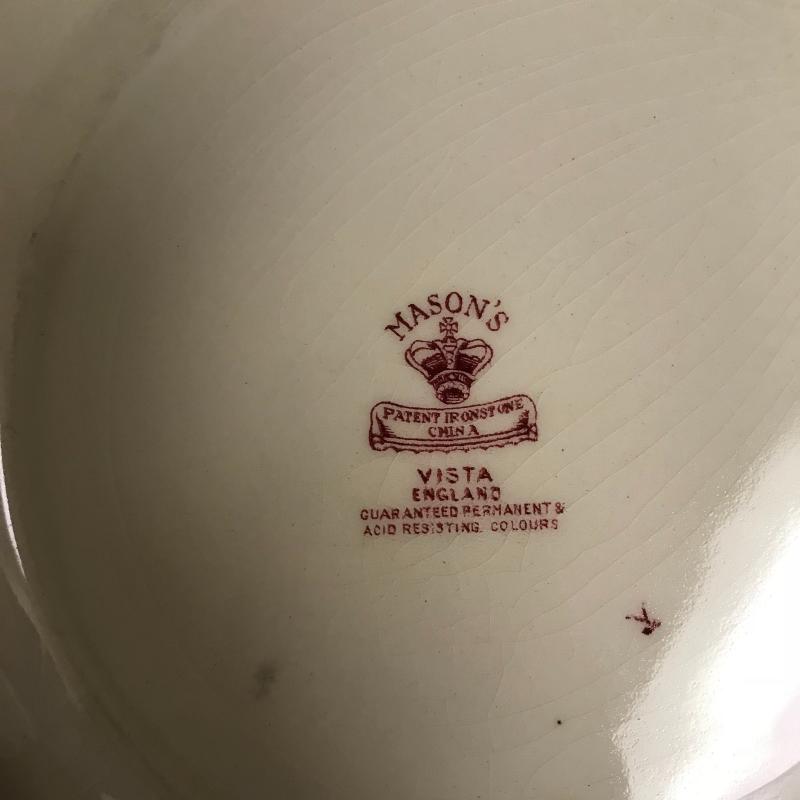 MASON'S
PATENT IRONSTONE
CHINA
VISTA
ENGLAND
GUARANTEED PERMANENT &
ACID RESISTING COLOURS